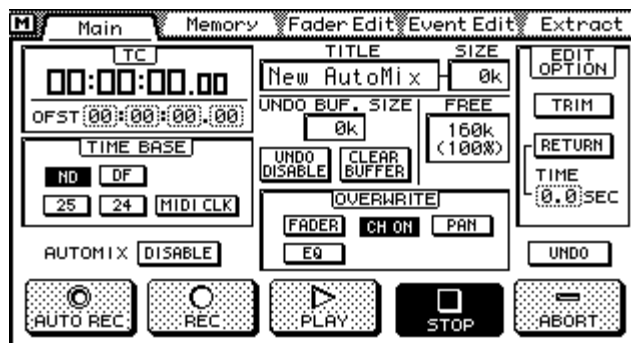 M Main Memory Fader Edit Event Edit Extract
TC
00:00:00.00
OFST 00:00:00.00
TIME BASE
ND DF
25 24 MIDI CLK
AUTOMIX DISABLE
TITLE SIZE
New AutoMix 0k
UNDO BUF. SIZE FREE
0k 160k
(100%)
UNDO DISABLE CLEAR BUFFER
OVERWRITE
FADER CH ON PAN
EQ
EDIT OPTION
TRIM
RETURN
TIME
0.0 SEC
UNDO
AUTO REC REC PLAY STOP ABORT